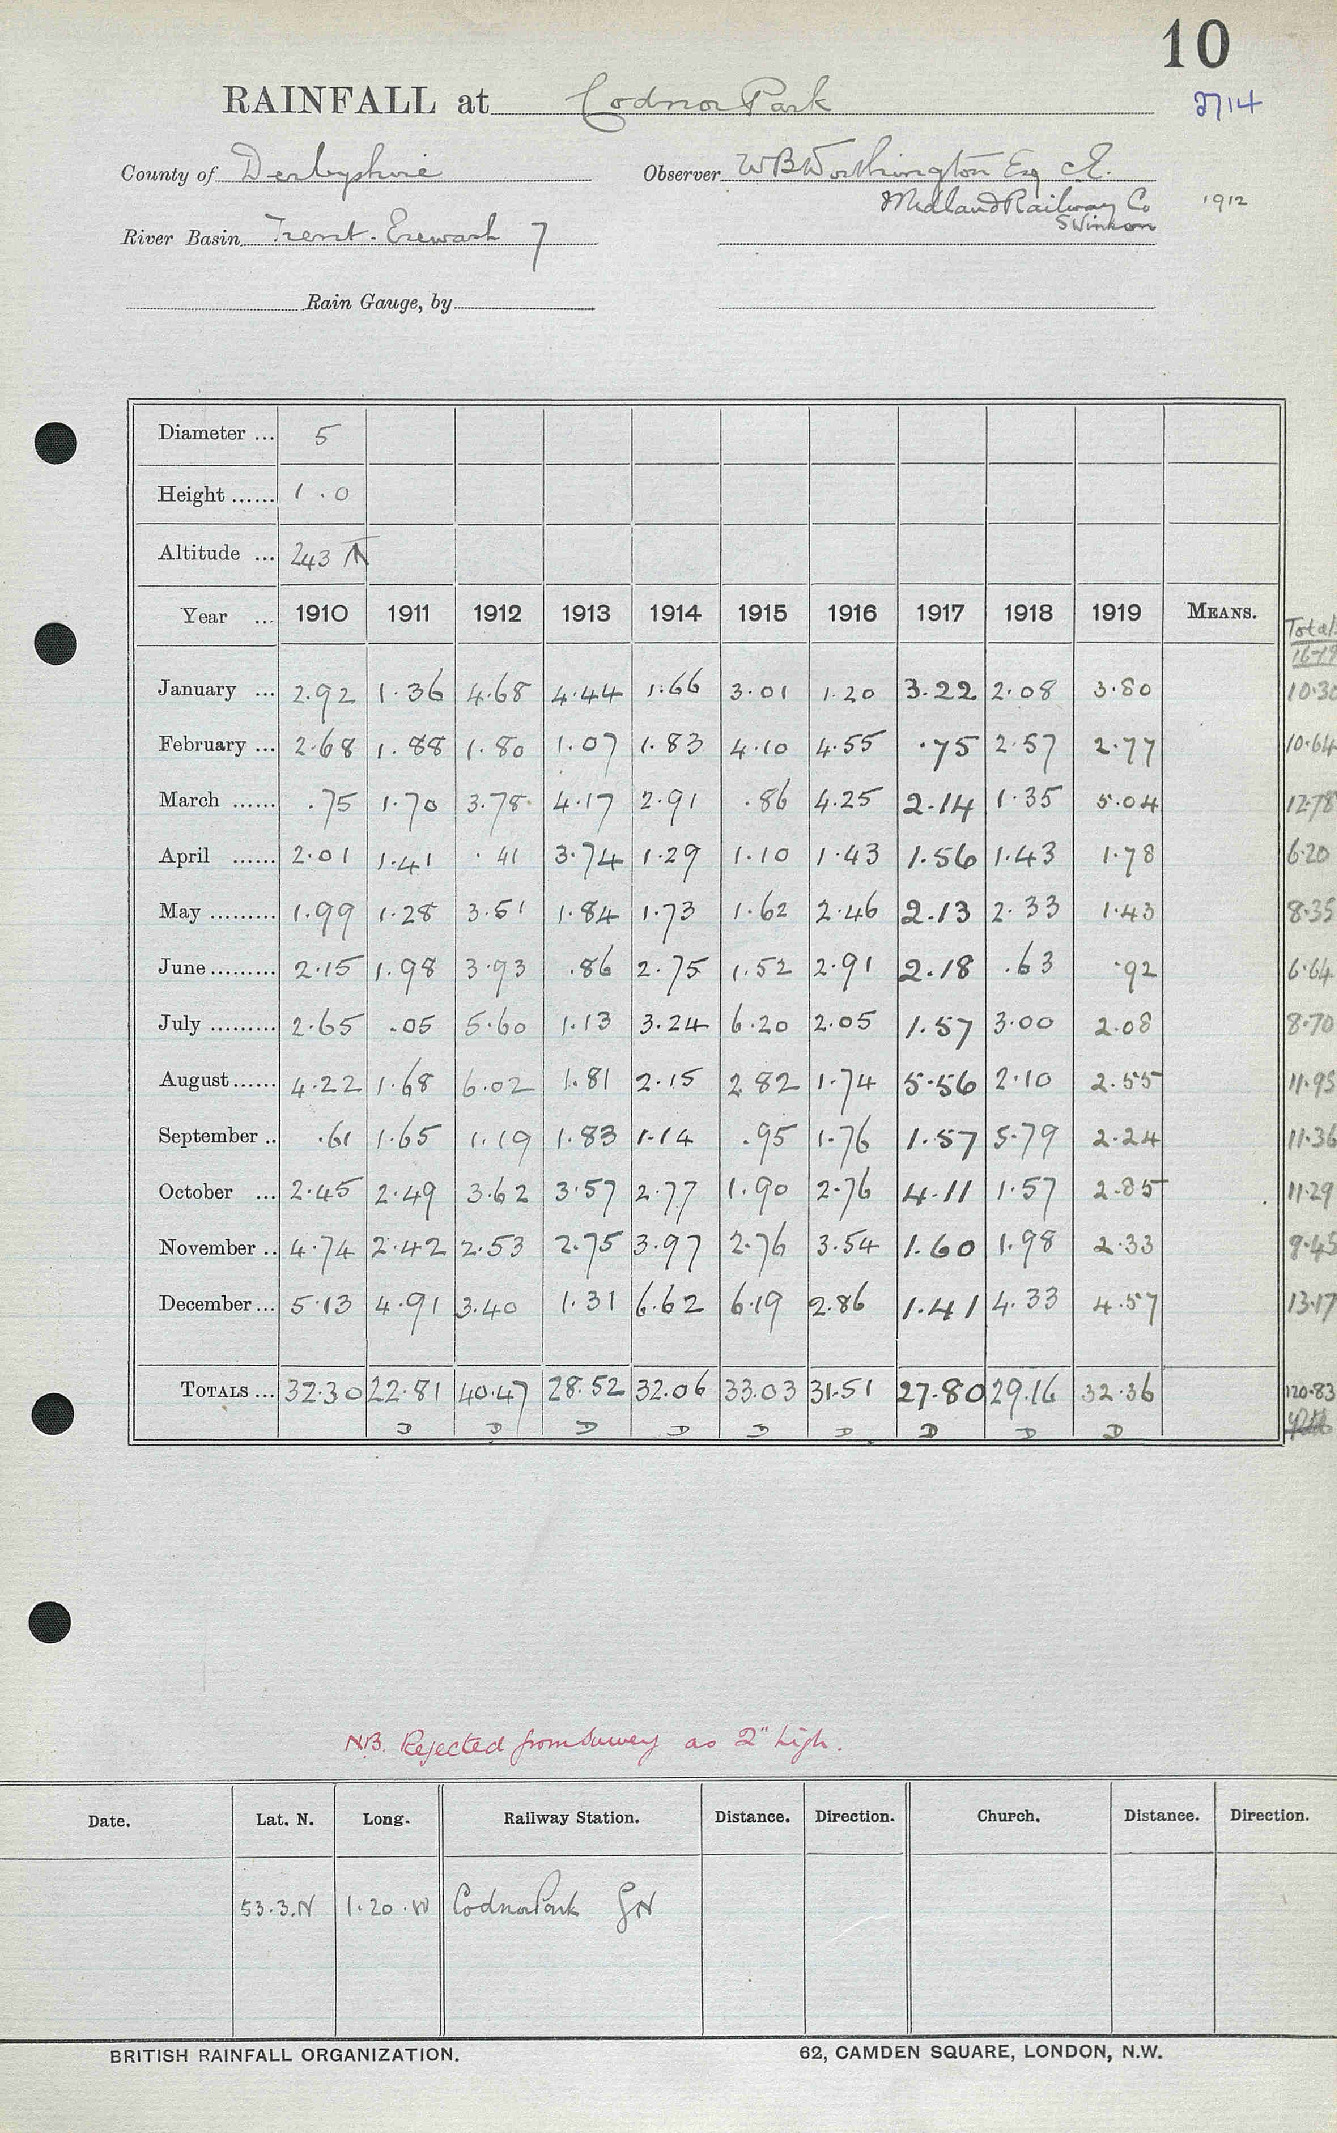 10
RAINFALL at Codnor Park 2714
County of Derbyshire Observer W B Worthington Esq C.E.
Midland Railway Co 1912
River Basin Trent. Erewash 7 SWinson
Rain Gauge, by
Diameter ... 5
Height ...... 1.0
Altitude ... 243
Year ... 1910 1911 1912 1913 1914 1915 1916 1917 1918 1919 MEANS. Total 16-19
January ... 2.92 1.36 4.68 4.44 1.66 3.01 1.20 3.22 2.08 3.80 10.30
February ... 2.68 1.88 1.80 1.07 1.83 4.10 4.55 .75 2.57 2.77 10.64
March ...... .75 1.70 3.78 4.17 2.91 .86 4.25 2.14 1.35 5.04 12.78
April ...... 2.01 1.41 .41 3.74 1.29 1.10 1.43 1.56 1.43 1.78 6.20
May ......... 1.99 1.28 3.51 1.84 1.73 1.62 2.46 2.13 2.33 1.43 8.35
June ......... 2.15 1.98 3.93 .86 2.75 1.52 2.91 2.18 .63 .92 6.64
July ......... 2.65 .05 5.60 1.13 3.24 6.20 2.05 1.57 3.00 2.08 8.70
August ...... 4.22 1.68 6.02 1.81 2.15 2 82 1.74 5.56 2.10 2.55 11.95
September .. .61 1.65 1.19 1.83 1.14 .95 1.76 1.57 5.79 2.24 11.36
October ... 2.45 2.49 3.62 3.57 2.77 1.90 2.76 4.11 1.57 2.85 11.29
November .. 4.74 2.42 2.53 2.75 3.97 2.76 3.54 1.60 1.98 2.33 9.45
December ... 5.13 4.91 3.40 1.31 6.62 6.19 2.86 1.41 4.33 4.57 13.17
TOTALS ... 32.30 22.81 40.47 28.52 32.06 33.03 31.51 27.80 29.16 32.36 120.83
D D D D D D D D D
NB. Rejected from Survey as 2" high.
Date. Lat. N. Long. Railway Station. Distance. Direction. Church. Distance. Direction.
53.3.N 1.20.W Codnor Park GN
BRITISH RAINFALL ORGANIZATION. 62, CAMDEN SQUARE, LONDON, N.W.